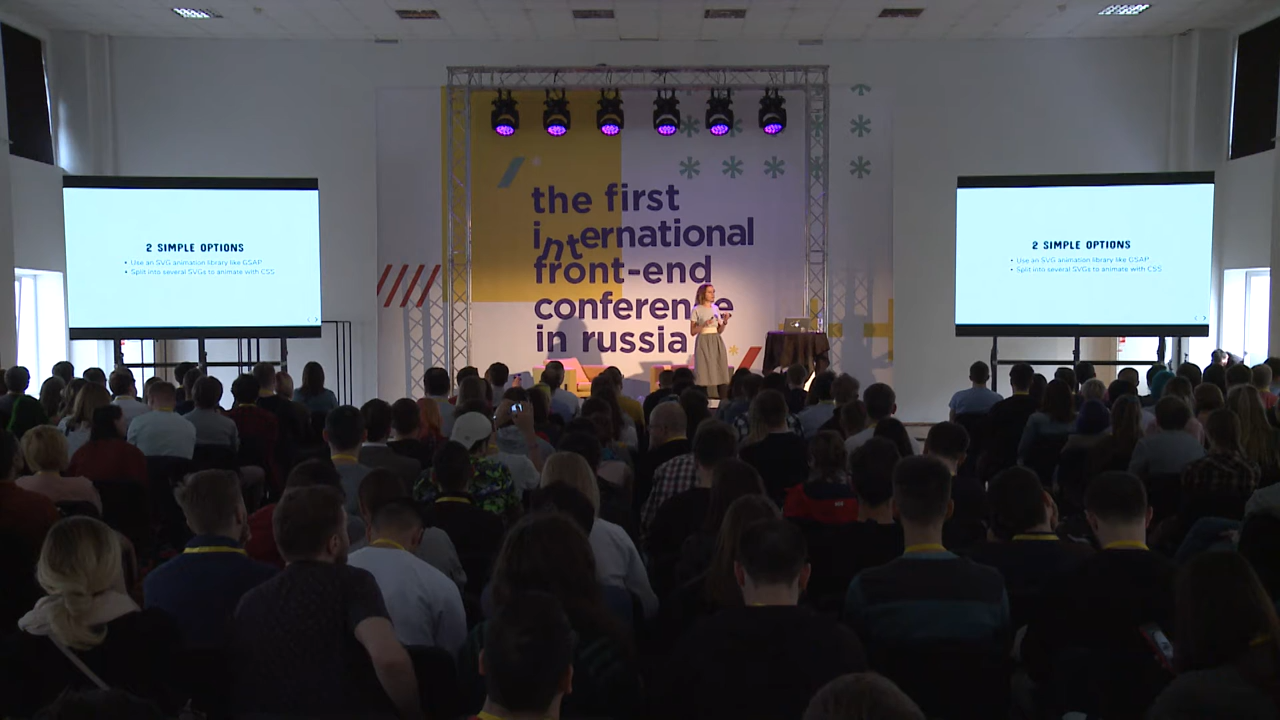 2 SIMPLE OPTIONS
Use an SVG animation library like GSAP
Split into several SVGs to animate with CSS
the first
international
front-end
conference
in russia
2 SIMPLE OPTIONS
Use an SVG animation library like GSAP
Split into several SVGs to animate with CSS